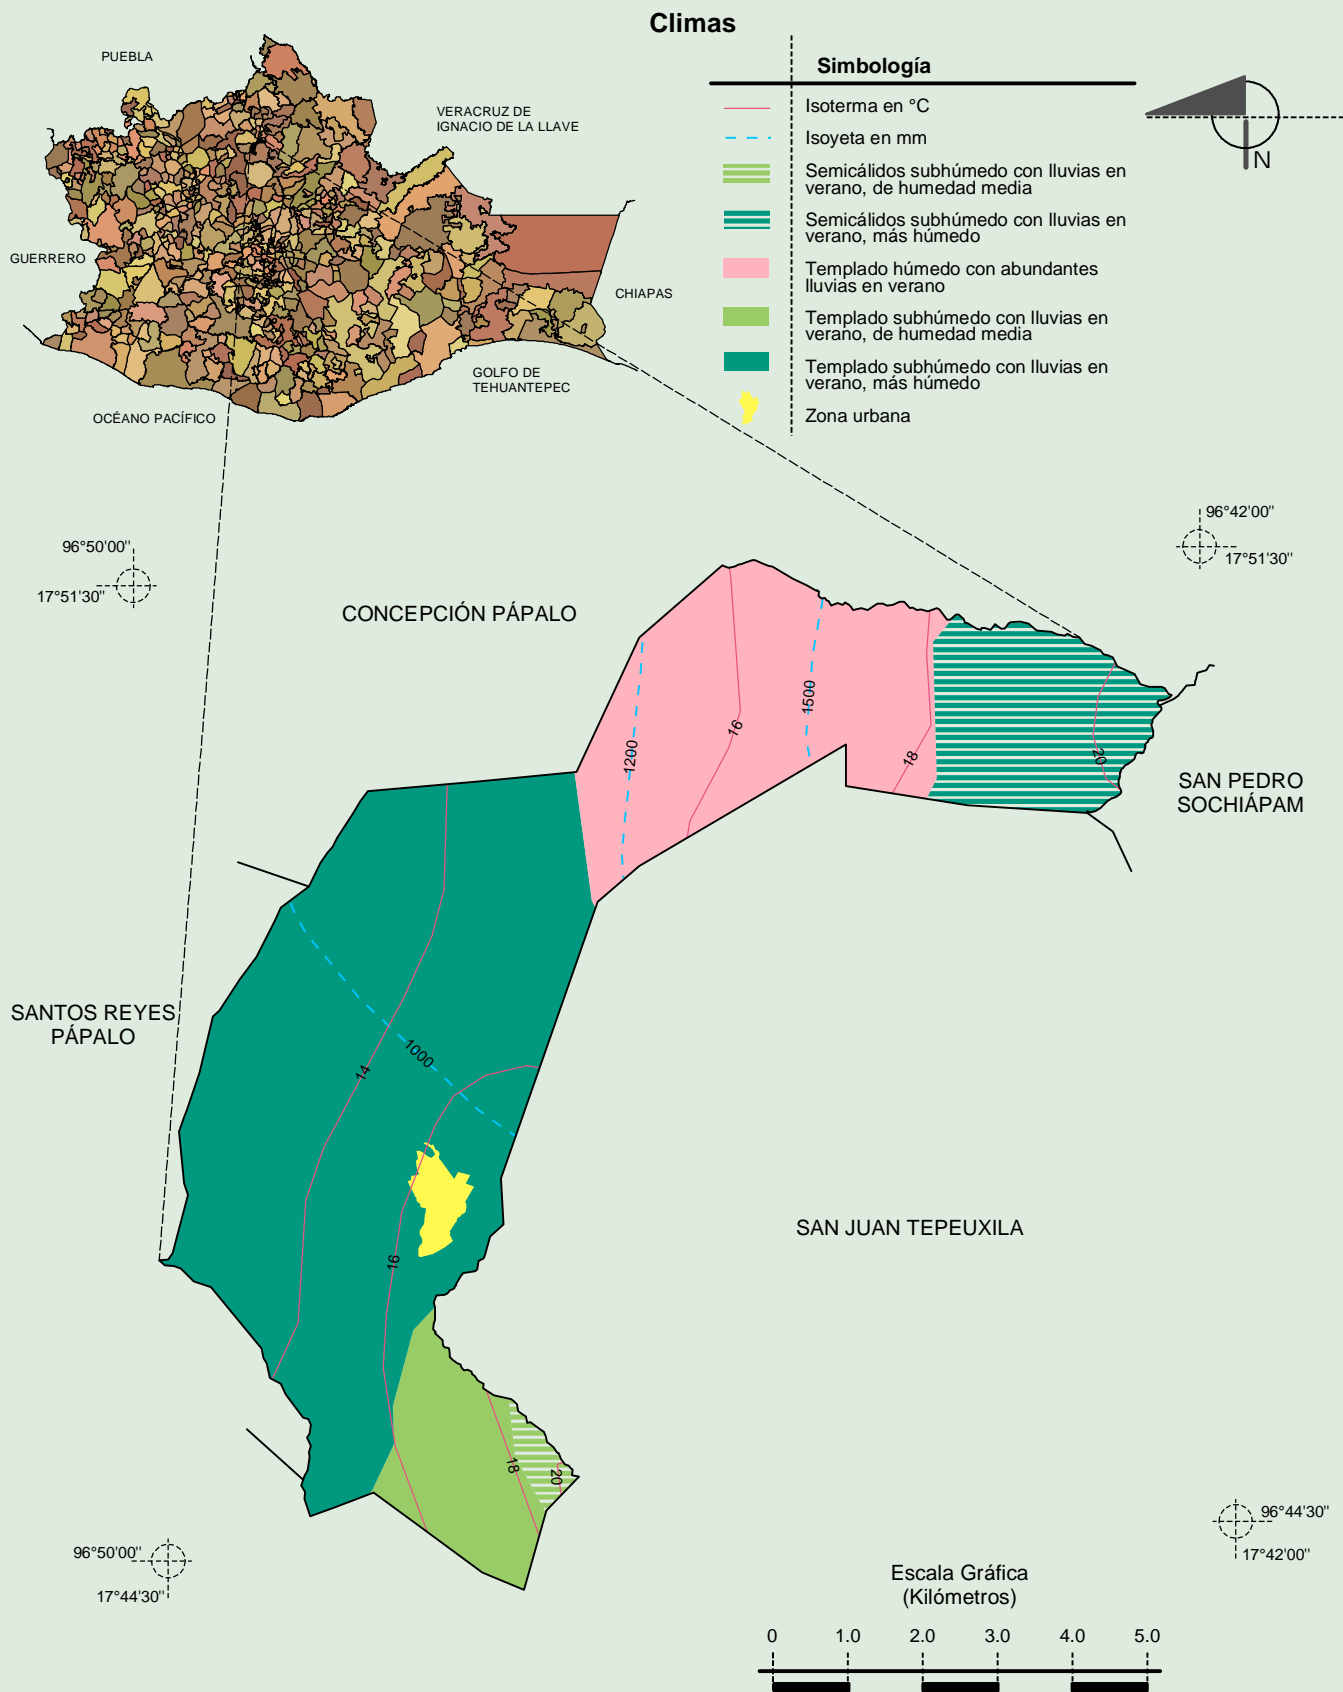 Climas
Simbología
Isoterma en °C
Isoyeta en mm
Semicálidos subhúmedo con lluvias en
verano, de humedad media
Semicálidos subhúmedo con lluvias en
verano, más húmedo
Templado húmedo con abundantes
lluvias en verano
Templado subhúmedo con lluvias en
verano, de humedad media
Templado subhúmedo con lluvias en
verano, más húmedo
Zona urbana
N
PUEBLA
VERACRUZ DE
IGNACIO DE LA LLAVE
GUERRERO
CHIAPAS
GOLFO DE
TEHUANTEPEC
OCÉANO PACÍFICO
96°42'00"
17°51'30"
96°50'00"
17°51'30"
CONCEPCIÓN PÁPALO
1200
16
1500
18
20
SAN PEDRO
SOCHIÁPAM
SANTOS REYES
PÁPALO
14
1000
16
SAN JUAN TEPEUXILA
18
20
96°50'00"
17°44'30"
96°44'30"
17°42'00"
Escala Gráfica
(Kilómetros)
0 1.0 2.0 3.0 4.0 5.0